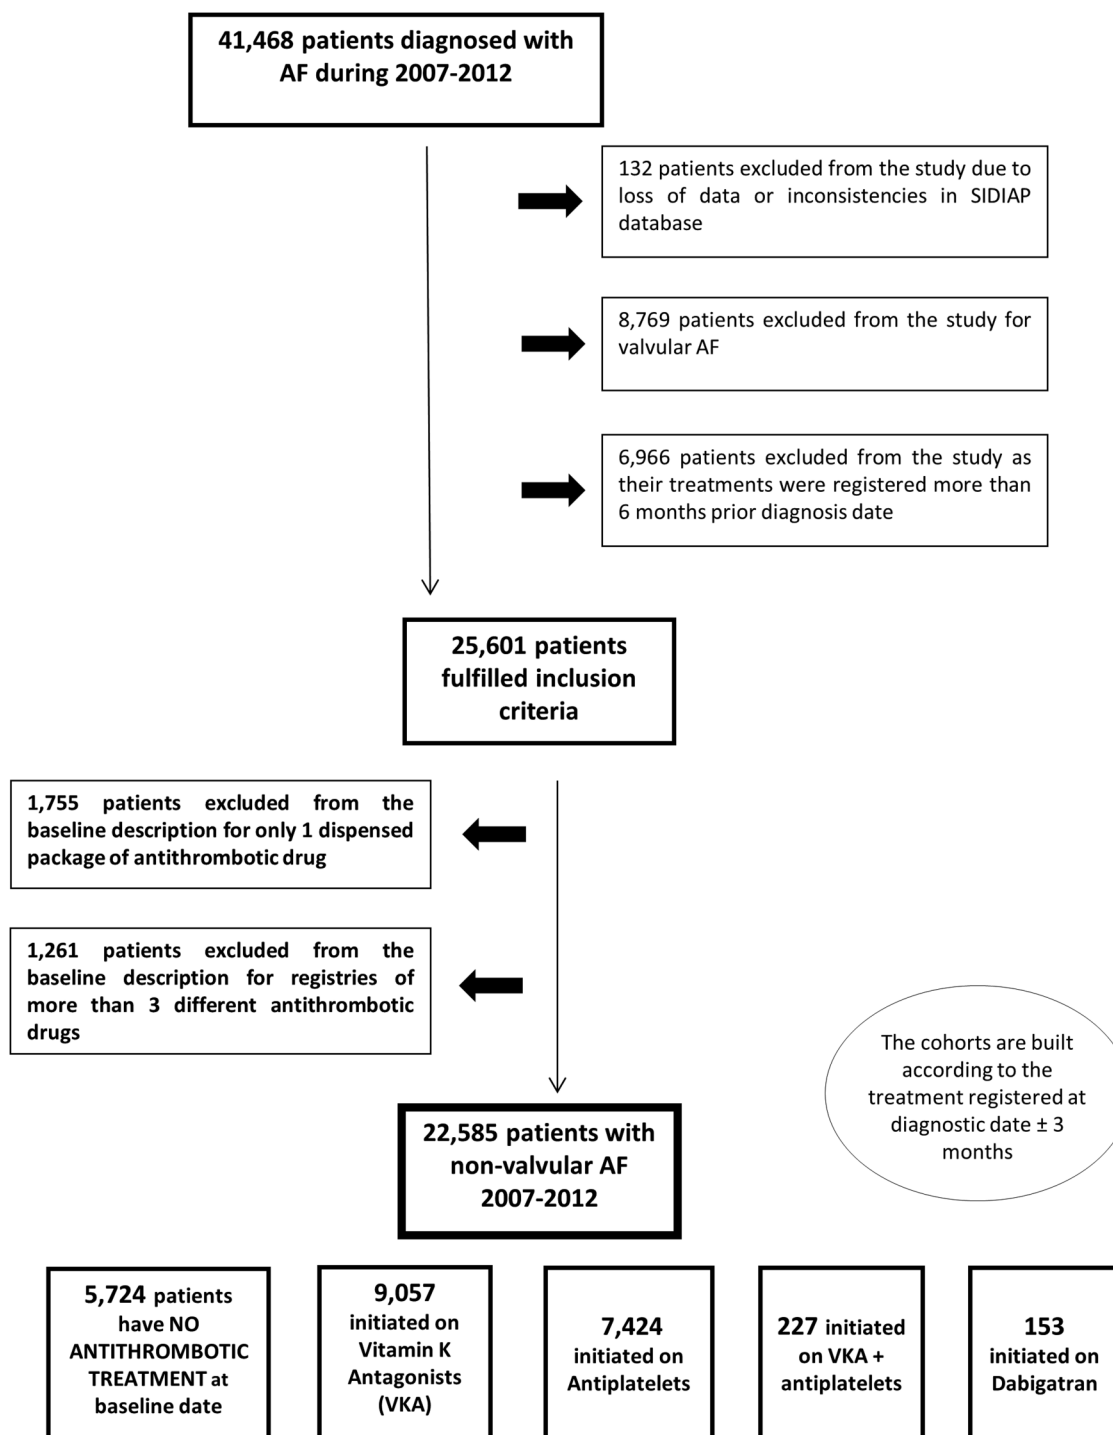 41,468 patients diagnosed with
AF during 2007-2012
132 patients excluded from the study due to
loss of data or inconsistencies in SIDIAP
database
8,769 patients excluded from the study for
valvular AF
6,966 patients excluded from the study as
their treatments were registered more than
6 months prior diagnosis date
25,601 patients
fulfilled inclusion
criteria
1,755 patients excluded from the
baseline description for only 1 dispensed
package of antithrombotic drug
1,261 patients excluded from the
baseline description for registries of
more than 3 different antithrombotic
drugs
The cohorts are built
according to the
treatment registered at
diagnostic date ± 3
months
22,585 patients with
non-valvular AF
2007-2012
5,724 patients
have NO
ANTITHROMBOTIC
TREATMENT at
baseline date
9,057
initiated on
Vitamin K
Antagonists
(VKA)
7,424
initiated on
Antiplatelets
227 initiated
on VKA +
antiplatelets
153
initiated on
Dabigatran